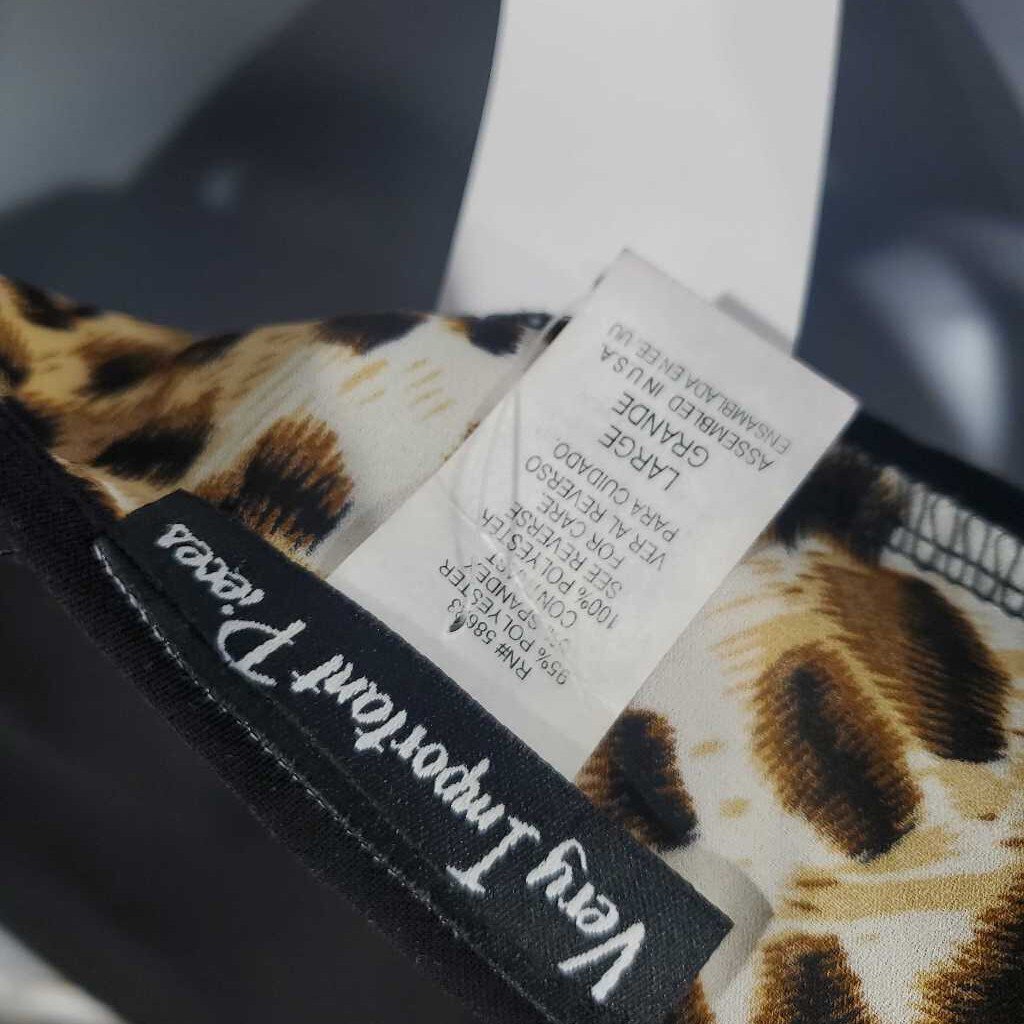 Very Important Pieces
RN# 58693
95% POLYESTER
5% SPANDEX
CONTRAST
100% POLYESTER
SEE REVERSE
FOR CARE.
VER AL REVERSO
PARA CUIDADO.
LARGE
GRANDE
ASSEMBLED IN U S A
ENSAMBLADA EN EE. UU